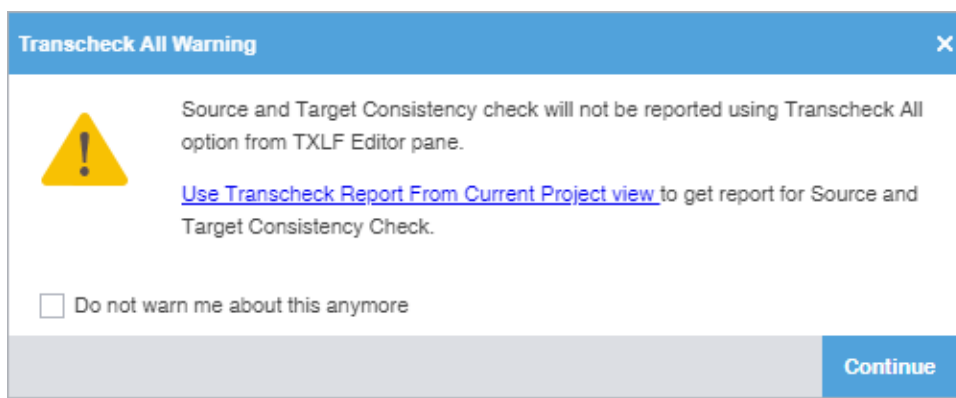 Transcheck All Warning
Source and Target Consistency check will not be reported using Transcheck All
option from TXLF Editor pane.
Use Transcheck Report From Current Project view to get report for Source and
Target Consistency Check.
Do not warn me about this anymore
Continue